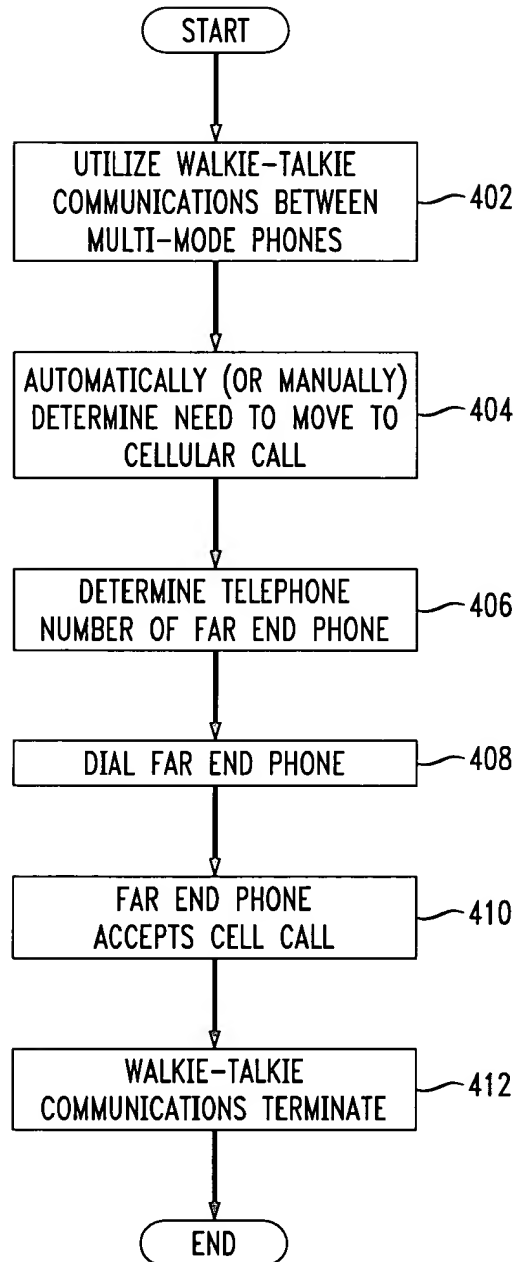 START
UTILIZE WALKIE-TALKIE
COMMUNICATIONS BETWEEN
MULTI-MODE PHONES
402
AUTOMATICALLY (OR MANUALLY)
DETERMINE NEED TO MOVE TO
CELLULAR CALL
404
DETERMINE TELEPHONE
NUMBER OF FAR END PHONE
406
DIAL FAR END PHONE
408
FAR END PHONE
ACCEPTS CELL CALL
410
WALKIE-TALKIE
COMMUNICATIONS TERMINATE
412
END